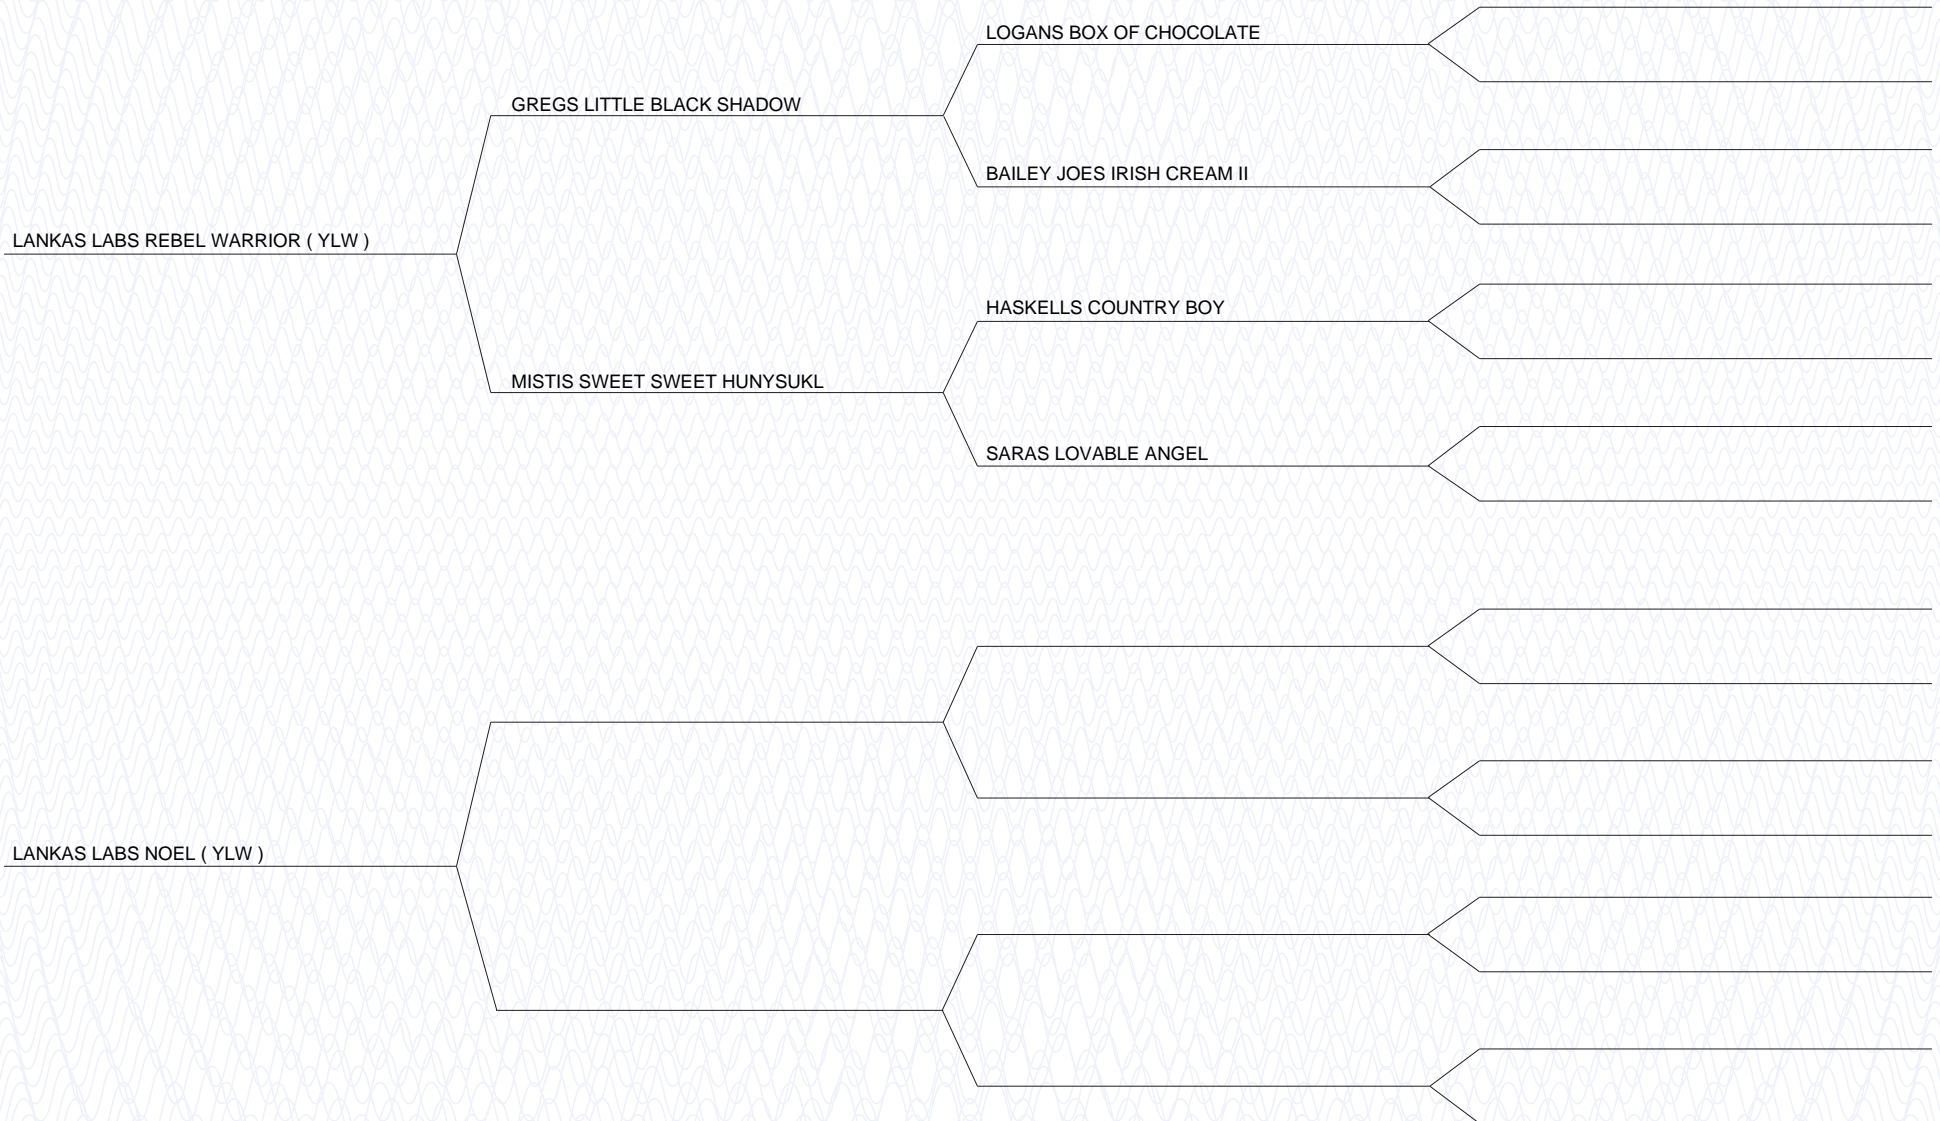 LOGANS BOX OF CHOCOLATE
GREGS LITTLE BLACK SHADOW
BAILEY JOES IRISH CREAM II
LANKAS LABS REBEL WARRIOR ( YLW )
HASKELLS COUNTRY BOY
MISTIS SWEET SWEET HUNYSUKL
SARAS LOVABLE ANGEL
LANKAS LABS NOEL ( YLW )